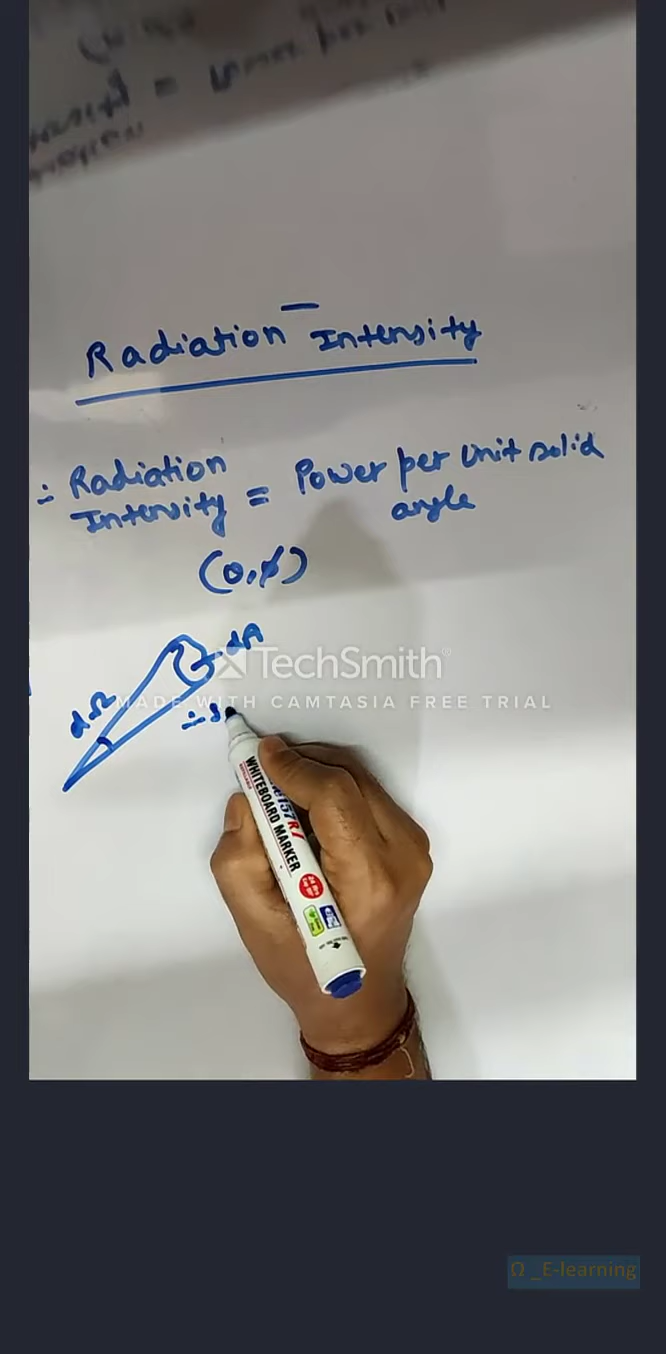 Radiation Intensity
∴ Radiation Intensity = Power per Unit solid angle
(θ,ϕ)
dA
dΩ
TechSmith®
MADE WITH CAMTASIA FREE TRIAL
WHITEBOARD MARKER
Ω _E-learning